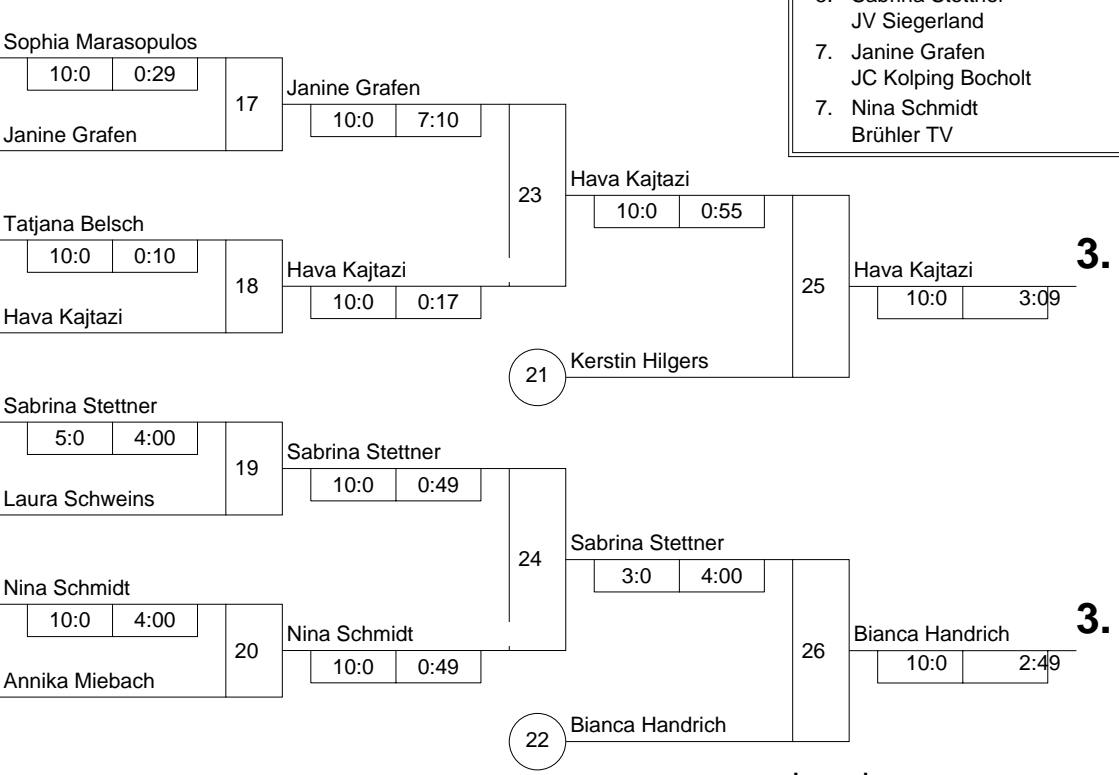 5. Sabrina Stettner
JV Siegerland
7. Janine Grafen
JC Kolping Bocholt
7. Nina Schmidt
Brühler TV
Sophia Marasopulos
10:0 0:29
17
Janine Grafen
Janine Grafen
10:0 7:10
23
Hava Kajtazi
10:0 0:55
Tatjana Belsch
10:0 0:10
18
Hava Kajtazi
Hava Kajtazi
10:0 0:17
25
Hava Kajtazi
10:0 3:09
3.
21
Kerstin Hilgers
Sabrina Stettner
5:0 4:00
19
Laura Schweins
Sabrina Stettner
10:0 0:49
24
Sabrina Stettner
3:0 4:00
Nina Schmidt
10:0 4:00
20
Annika Miebach
Nina Schmidt
10:0 0:49
26
Bianca Handrich
10:0 2:49
3.
22
Bianca Handrich